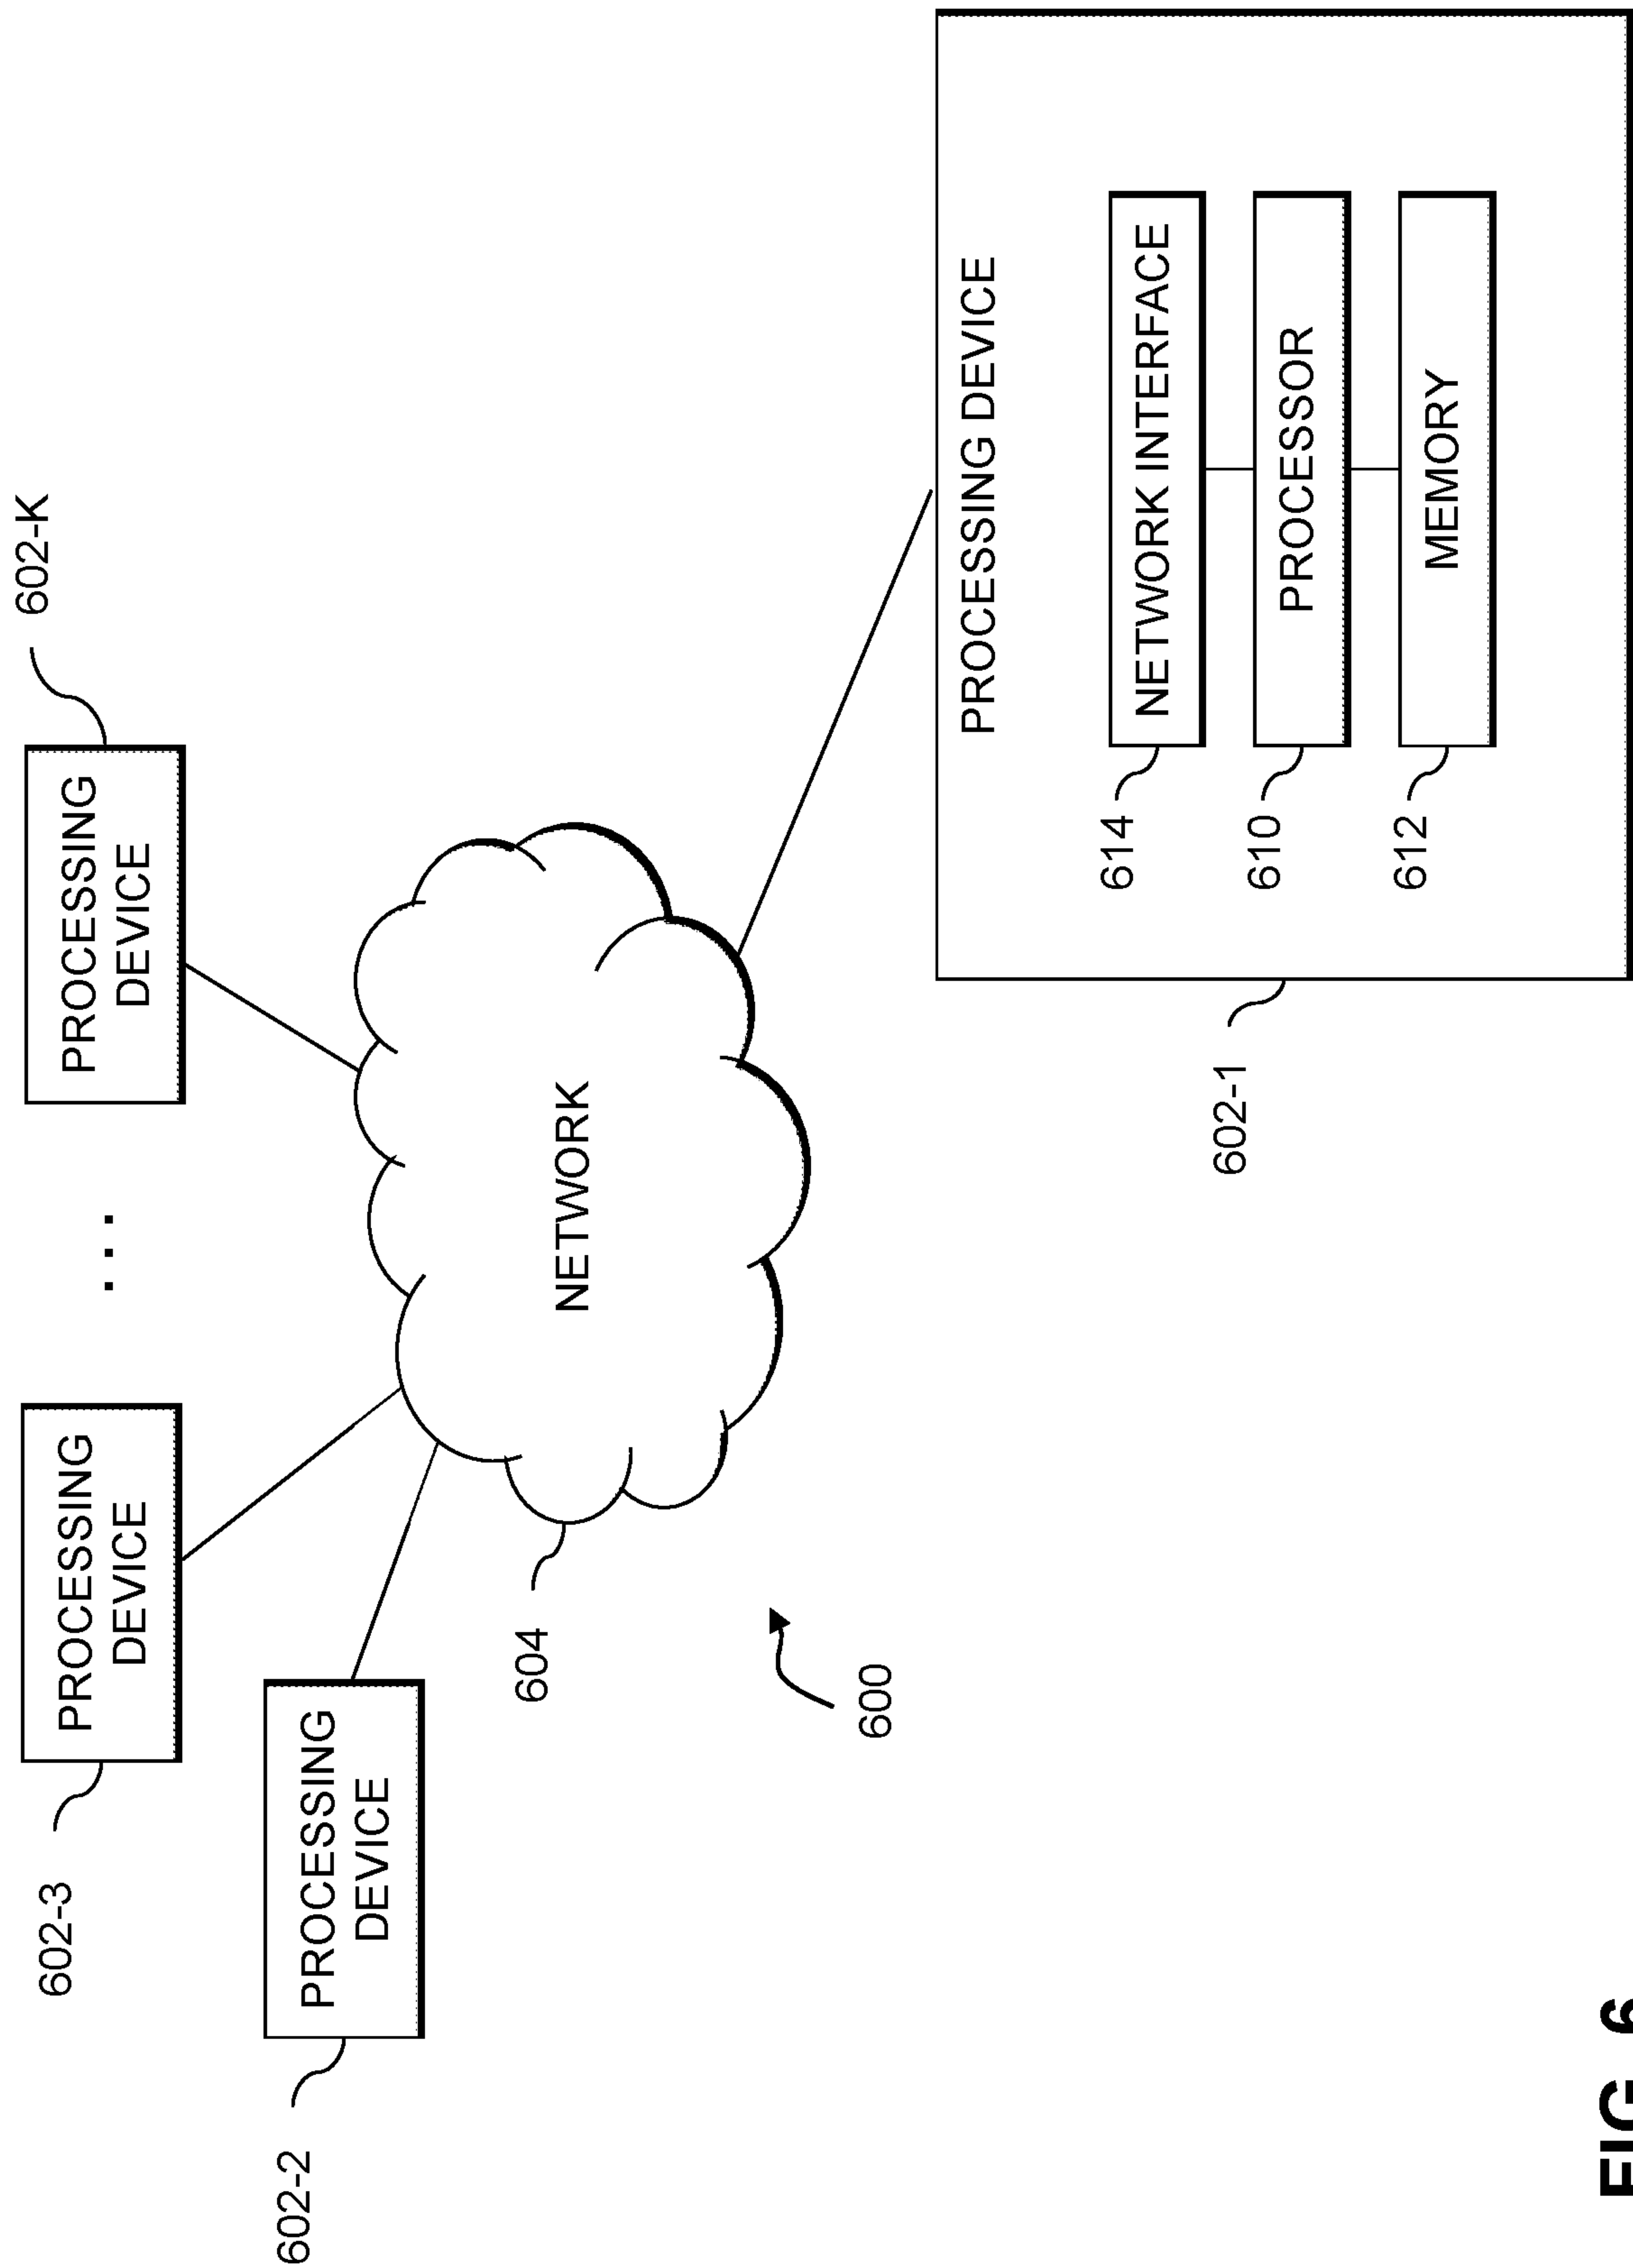 602-3
PROCESSING
DEVICE
...
PROCESSING
DEVICE
602-K
602-2
PROCESSING
DEVICE
604
NETWORK
600
PROCESSING DEVICE
602-1
614
NETWORK INTERFACE
610
PROCESSOR
612
MEMORY
FIG 6